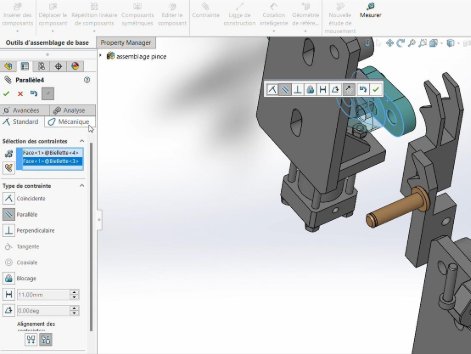 Insérer des composants
Déplacer le composant
Répétition linéaire de composants
Composants symétriques
Editer le composant
Contrainte
Ligne de construction
Cotation intelligente
Géométrie de référe...
Nouvelle étude de mouvement
Mesurer
Outils d'assemblage de base
Property Manager
assemblage pince
Parallèle4
Avancées
Analyse
Standard
Mécanique
Sélection des contraintes
Face<1>@Biellette<4>
Face<1>@Biellette<3>
Type de contrainte
Coïncidente
Parallèle
Perpendiculaire
Tangente
Coaxiale
Blocage
11.00mm
0.00deg
Alignement des